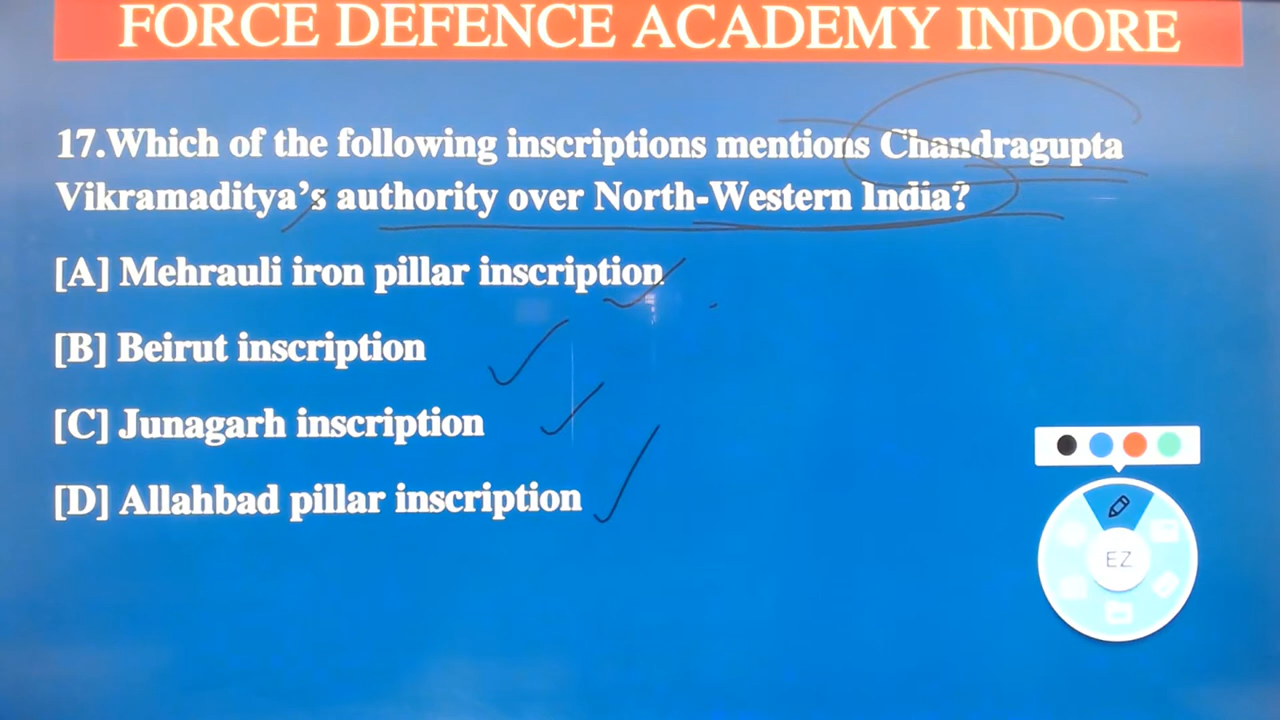 FORCE DEFENCE ACADEMY INDORE
17.Which of the following inscriptions mentions Chandragupta
Vikramaditya's authority over North-Western India?
[A] Mehrauli iron pillar inscription
[B] Beirut inscription
[C] Junagarh inscription
[D] Allahbad pillar inscription
EZ